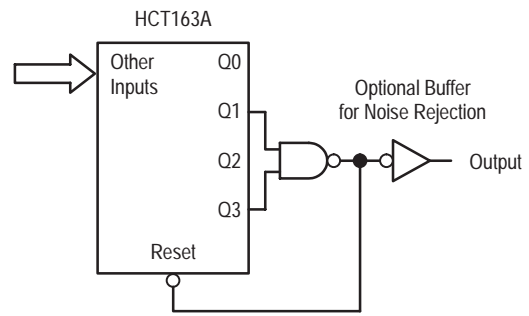 HCT163A
Other
Inputs
Q0
Q1
Q2
Q3
Reset
Optional Buffer
for Noise Rejection
Output